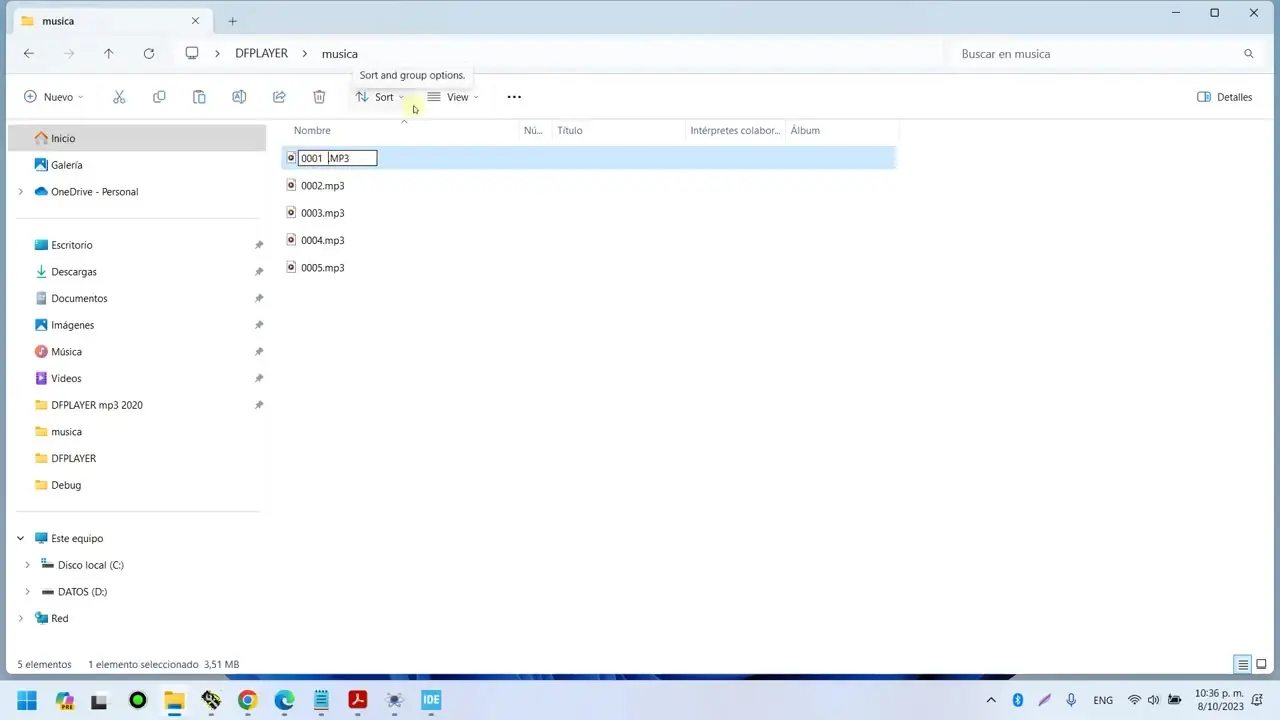 musica
DFPLAYER
musica
Buscar en musica
Sort and group options.
Nuevo
Sort
View
Detalles
Inicio
Galería
OneDrive - Personal
Escritorio
Descargas
Documentos
Imágenes
Música
Videos
DFPLAYER mp3 2020
musica
DFPLAYER
Debug
Este equipo
Disco local (C:)
DATOS (D:)
Red
Nombre
Nú...
Título
Intérpretes colabor...
Álbum
0001 .MP3
0002.mp3
0003.mp3
0004.mp3
0005.mp3
5 elementos
1 elemento seleccionado 3,51 MB
PRE
IDE
ENG
10:36 p. m.
8/10/2023